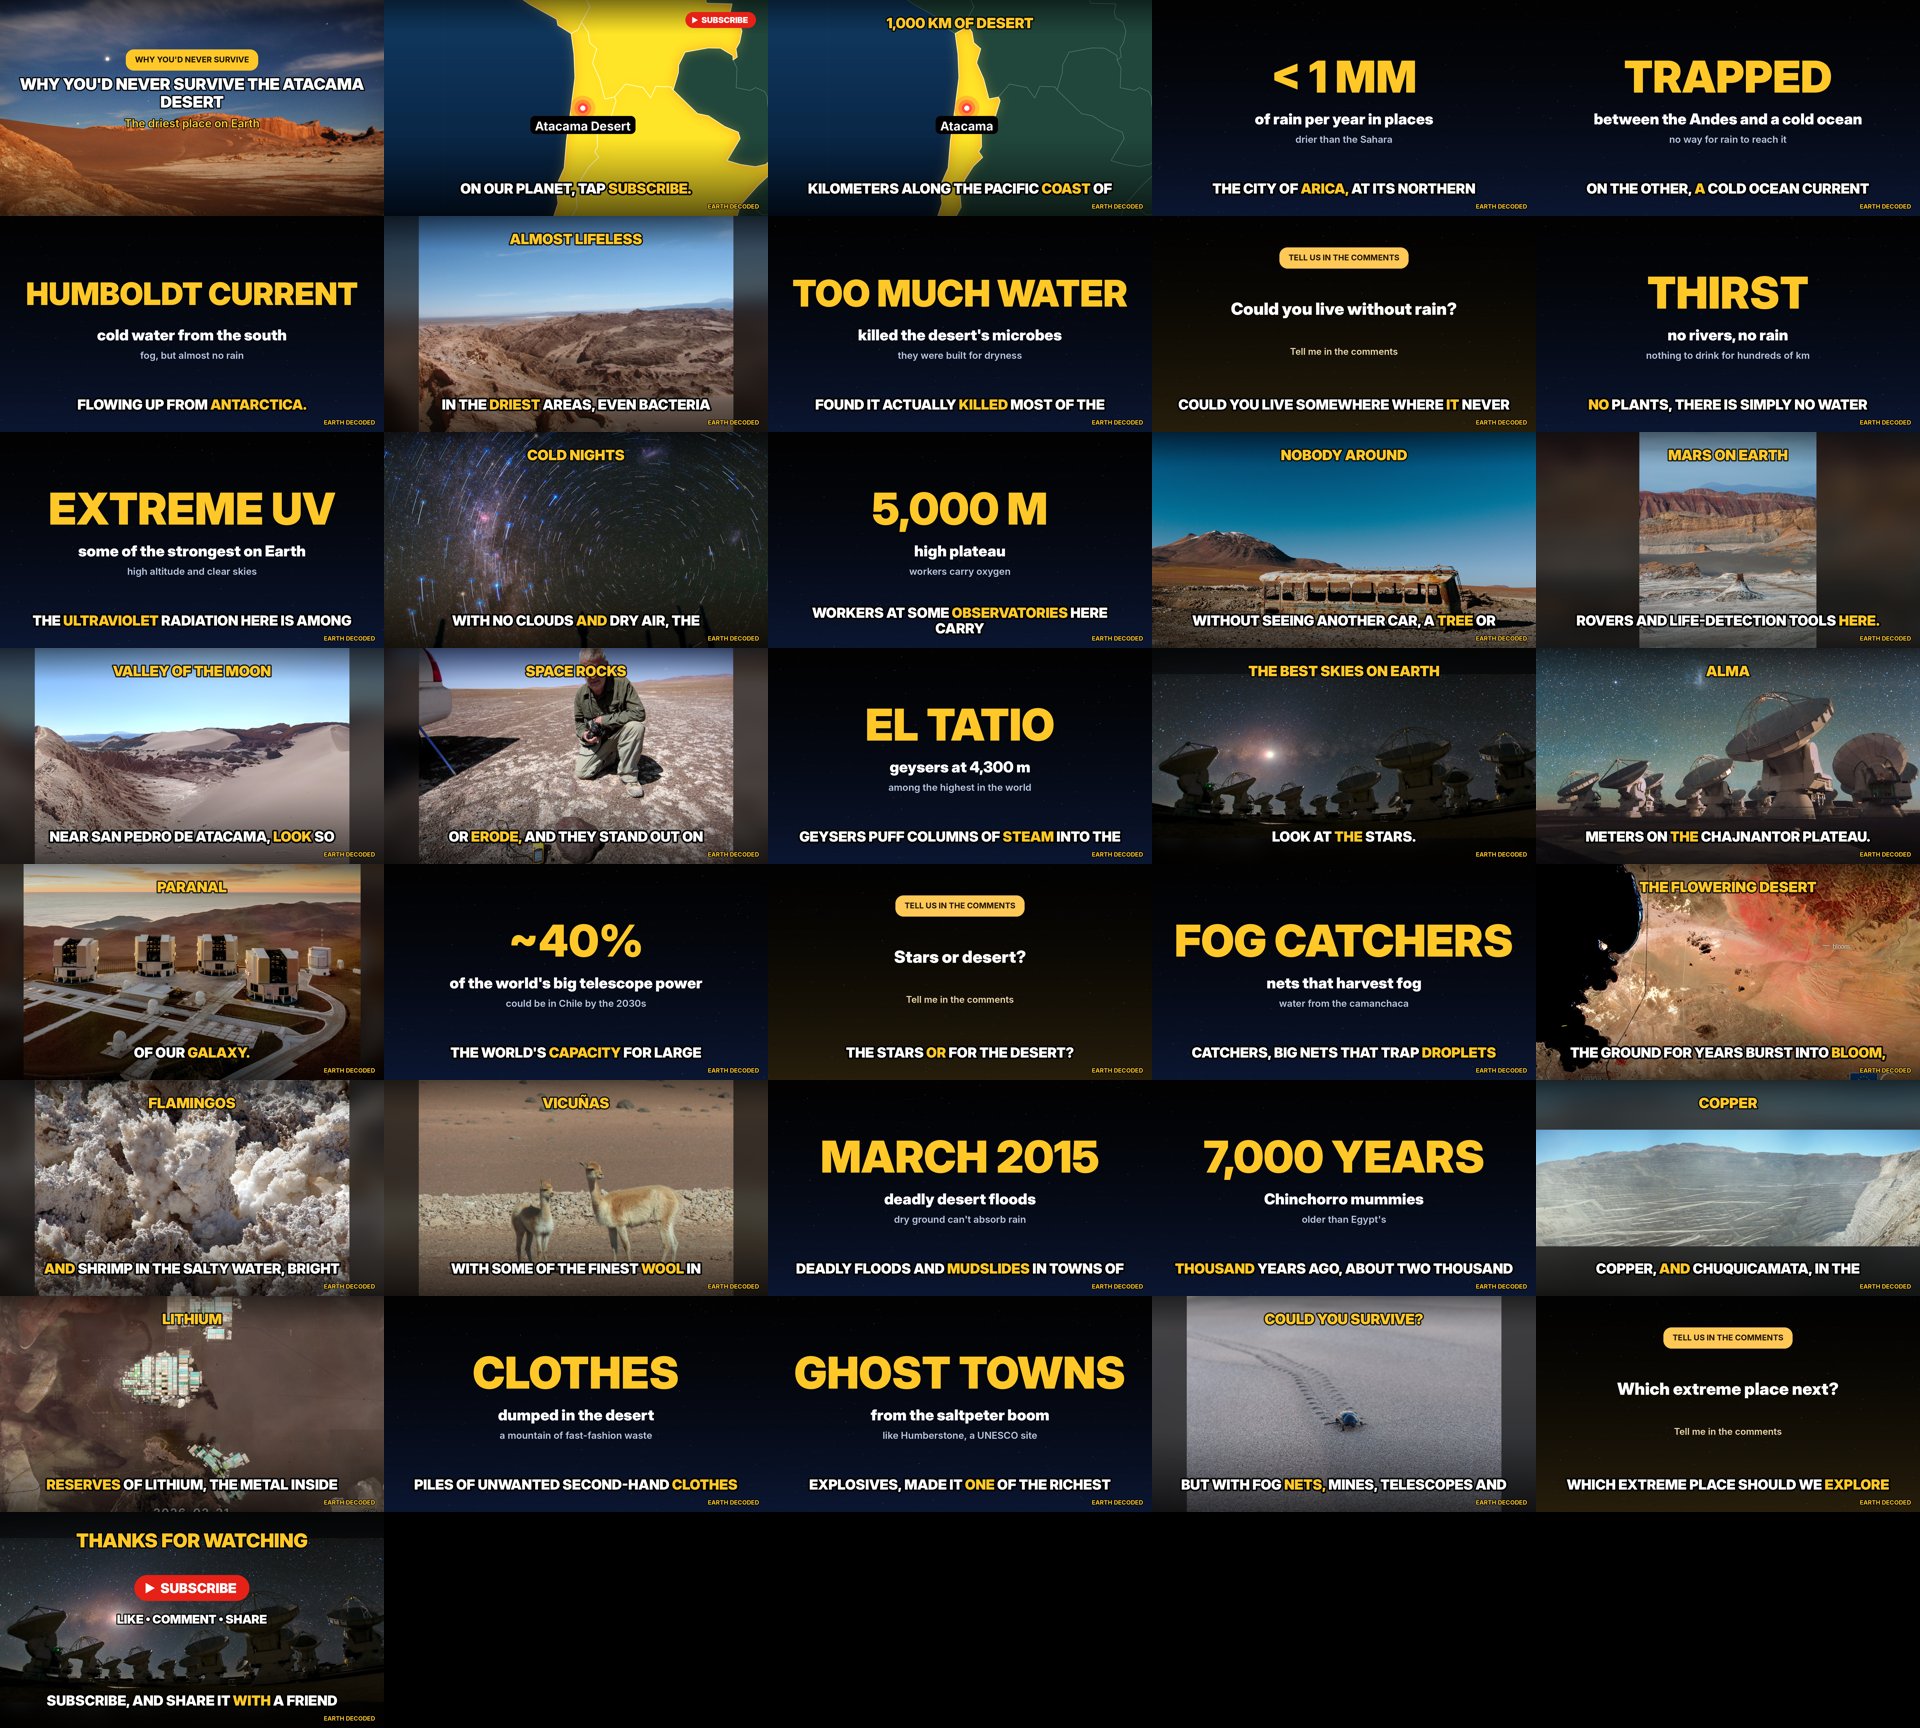 WHY YOU'D NEVER SURVIVE
WHY YOU'D NEVER SURVIVE THE ATACAMA
DESERT
The driest place on Earth
SUBSCRIBE
Atacama Desert
ON OUR PLANET, TAP SUBSCRIBE.
EARTH DECODED
1,000 KM OF DESERT
Atacama
KILOMETERS ALONG THE PACIFIC COAST OF
EARTH DECODED
< 1 MM
of rain per year in places
drier than the Sahara
THE CITY OF ARICA, AT ITS NORTHERN
EARTH DECODED
TRAPPED
between the Andes and a cold ocean
no way for rain to reach it
ON THE OTHER, A COLD OCEAN CURRENT
EARTH DECODED
HUMBOLDT CURRENT
cold water from the south
fog, but almost no rain
FLOWING UP FROM ANTARCTICA.
EARTH DECODED
ALMOST LIFELESS
IN THE DRIEST AREAS, EVEN BACTERIA
EARTH DECODED
TOO MUCH WATER
killed the desert's microbes
they were built for dryness
FOUND IT ACTUALLY KILLED MOST OF THE
EARTH DECODED
TELL US IN THE COMMENTS
Could you live without rain?
Tell me in the comments
COULD YOU LIVE SOMEWHERE WHERE IT NEVER
EARTH DECODED
THIRST
no rivers, no rain
nothing to drink for hundreds of km
NO PLANTS, THERE IS SIMPLY NO WATER
EARTH DECODED
EXTREME UV
some of the strongest on Earth
high altitude and clear skies
THE ULTRAVIOLET RADIATION HERE IS AMONG
EARTH DECODED
COLD NIGHTS
WITH NO CLOUDS AND DRY AIR, THE
EARTH DECODED
5,000 M
high plateau
workers carry oxygen
WORKERS AT SOME OBSERVATORIES HERE
CARRY
EARTH DECODED
NOBODY AROUND
WITHOUT SEEING ANOTHER CAR, A TREE OR
EARTH DECODED
MARS ON EARTH
ROVERS AND LIFE-DETECTION TOOLS HERE.
EARTH DECODED
VALLEY OF THE MOON
NEAR SAN PEDRO DE ATACAMA, LOOK SO
EARTH DECODED
SPACE ROCKS
OR ERODE, AND THEY STAND OUT ON
EARTH DECODED
EL TATIO
geysers at 4,300 m
among the highest in the world
GEYSERS PUFF COLUMNS OF STEAM INTO THE
EARTH DECODED
THE BEST SKIES ON EARTH
LOOK AT THE STARS.
EARTH DECODED
ALMA
METERS ON THE CHAJNANTOR PLATEAU.
EARTH DECODED
PARANAL
OF OUR GALAXY.
EARTH DECODED
~40%
of the world's big telescope power
could be in Chile by the 2030s
THE WORLD'S CAPACITY FOR LARGE
EARTH DECODED
TELL US IN THE COMMENTS
Stars or desert?
Tell me in the comments
THE STARS OR FOR THE DESERT?
EARTH DECODED
FOG CATCHERS
nets that harvest fog
water from the camanchaca
CATCHERS, BIG NETS THAT TRAP DROPLETS
EARTH DECODED
THE FLOWERING DESERT
bloom
THE GROUND FOR YEARS BURST INTO BLOOM,
EARTH DECODED
FLAMINGOS
AND SHRIMP IN THE SALTY WATER, BRIGHT
EARTH DECODED
VICUÑAS
WITH SOME OF THE FINEST WOOL IN
EARTH DECODED
MARCH 2015
deadly desert floods
dry ground can't absorb rain
DEADLY FLOODS AND MUDSLIDES IN TOWNS OF
EARTH DECODED
7,000 YEARS
Chinchorro mummies
older than Egypt's
THOUSAND YEARS AGO, ABOUT TWO THOUSAND
EARTH DECODED
COPPER
COPPER, AND CHUQUICAMATA, IN THE
EARTH DECODED
LITHIUM
RESERVES OF LITHIUM, THE METAL INSIDE
EARTH DECODED
CLOTHES
dumped in the desert
a mountain of fast-fashion waste
PILES OF UNWANTED SECOND-HAND CLOTHES
EARTH DECODED
GHOST TOWNS
from the saltpeter boom
like Humberstone, a UNESCO site
EXPLOSIVES, MADE IT ONE OF THE RICHEST
EARTH DECODED
COULD YOU SURVIVE?
BUT WITH FOG NETS, MINES, TELESCOPES AND
EARTH DECODED
TELL US IN THE COMMENTS
Which extreme place next?
Tell me in the comments
WHICH EXTREME PLACE SHOULD WE EXPLORE
EARTH DECODED
THANKS FOR WATCHING
SUBSCRIBE
LIKE • COMMENT • SHARE
SUBSCRIBE, AND SHARE IT WITH A FRIEND
EARTH DECODED